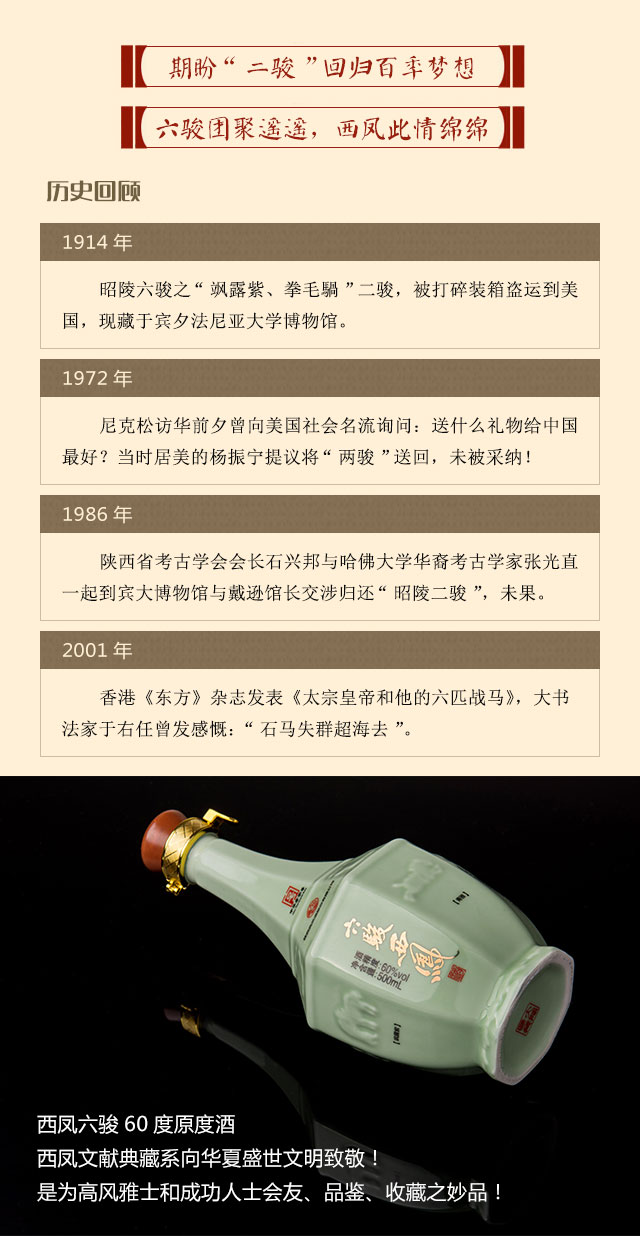 期盼“二骏”回归百年梦想
六骏团聚遥遥，西凤此情绵绵
历史回顾
1914 年
昭陵六骏之“飒露紫、拳毛騧”二骏，被打碎装箱盗运到美
国，现藏于宾夕法尼亚大学博物馆。
1972 年
尼克松访华前夕曾向美国社会名流询问：送什么礼物给中国
最好？当时居美的杨振宁提议将“两骏”送回，未被采纳！
1986 年
陕西省考古学会会长石兴邦与哈佛大学华裔考古学家张光直
一起到宾大博物馆与戴逊馆长交涉归还“昭陵二骏”，未果。
2001 年
香港《东方》杂志发表《太宗皇帝和他的六匹战马》，大书
法家于右任曾发感慨：“石马失群超海去”。
六骏西鳳
酒精度:60%vol
净含量:500mL
西凤六骏 60 度原度酒
西凤文献典藏系向华夏盛世文明致敬！
是为高风雅士和成功人士会友、品鉴、收藏之妙品！